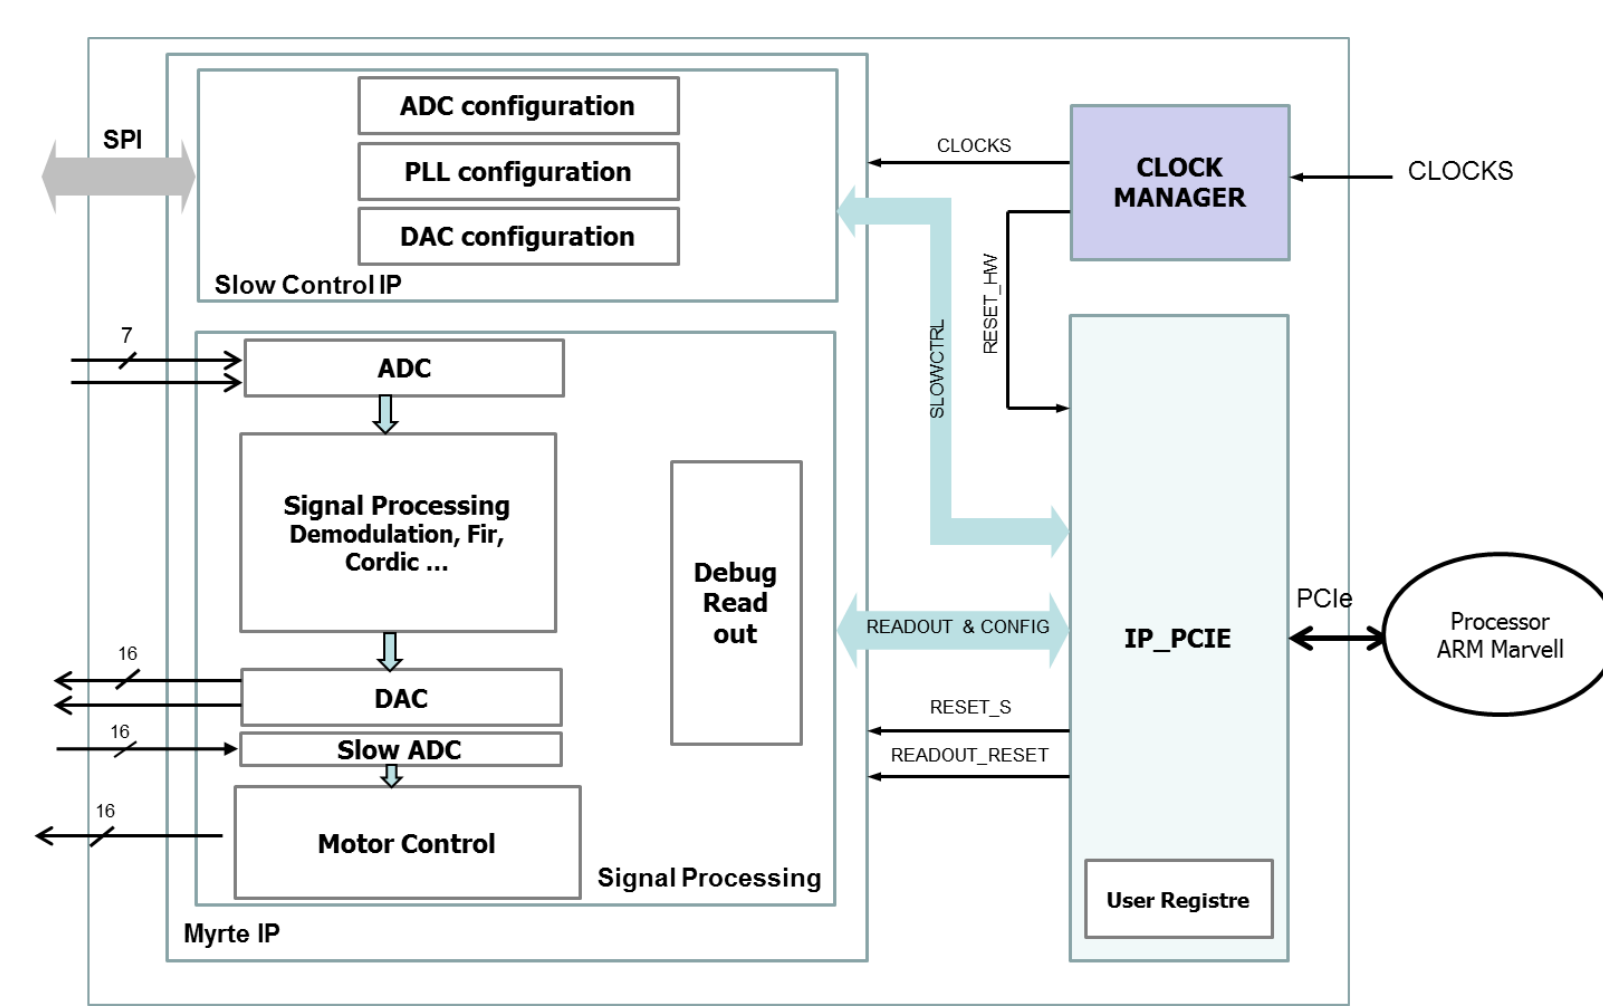 SPI
ADC configuration
PLL configuration
DAC configuration
Slow Control IP
CLOCKS
CLOCK
MANAGER
CLOCKS
RESET_HW
SLOWCTRL
7
ADC
Signal Processing
Demodulation, Fir,
Cordic ...
Debug
Read
out
READOUT & CONFIG
IP_PCIE
PCIe
Processor
ARM Marvell
16
DAC
RESET_S
16
Slow ADC
READOUT_RESET
16
Motor Control
Signal Processing
User Registre
Myrte IP